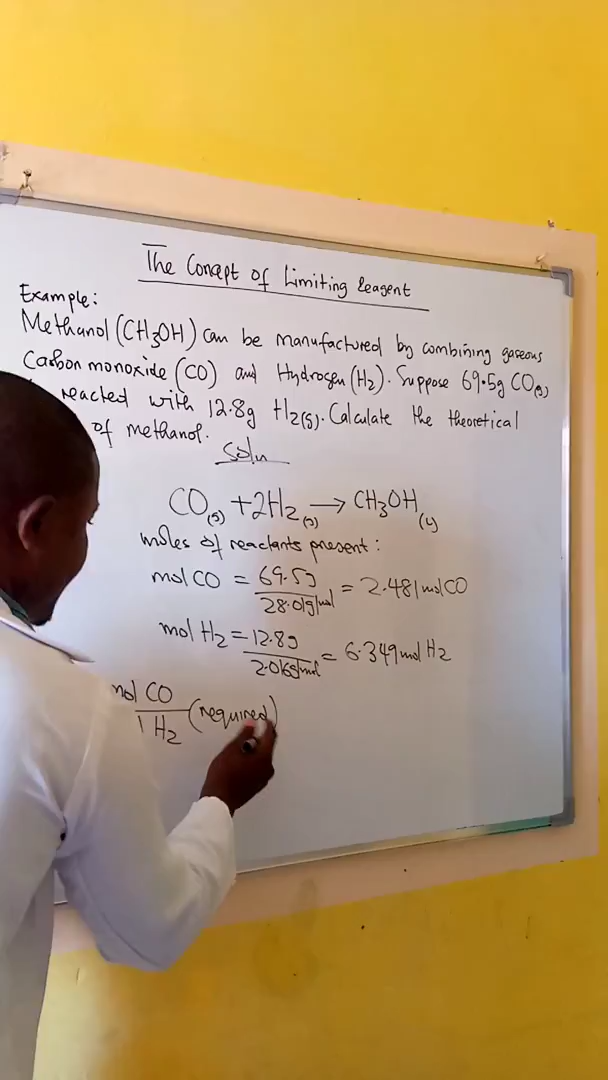 The Concept of Limiting Reagent
Example:
Methanol (CH3OH) can be manufactured by combining gaseous
Carbon monoxide (CO) and Hydrogen (H2). Suppose 69.5g CO(g)
reacted with 12.8g H2(g). Calculate the theoretical
of methanol.
Soln
CO(g) + 2H2(g) → CH3OH(l)
moles of reactants present:
mol CO = 69.5g / 28.01g/mol = 2.481 mol CO
mol H2 = 12.8g / 2.016g/mol = 6.349 mol H2
mol CO / H2 (required)